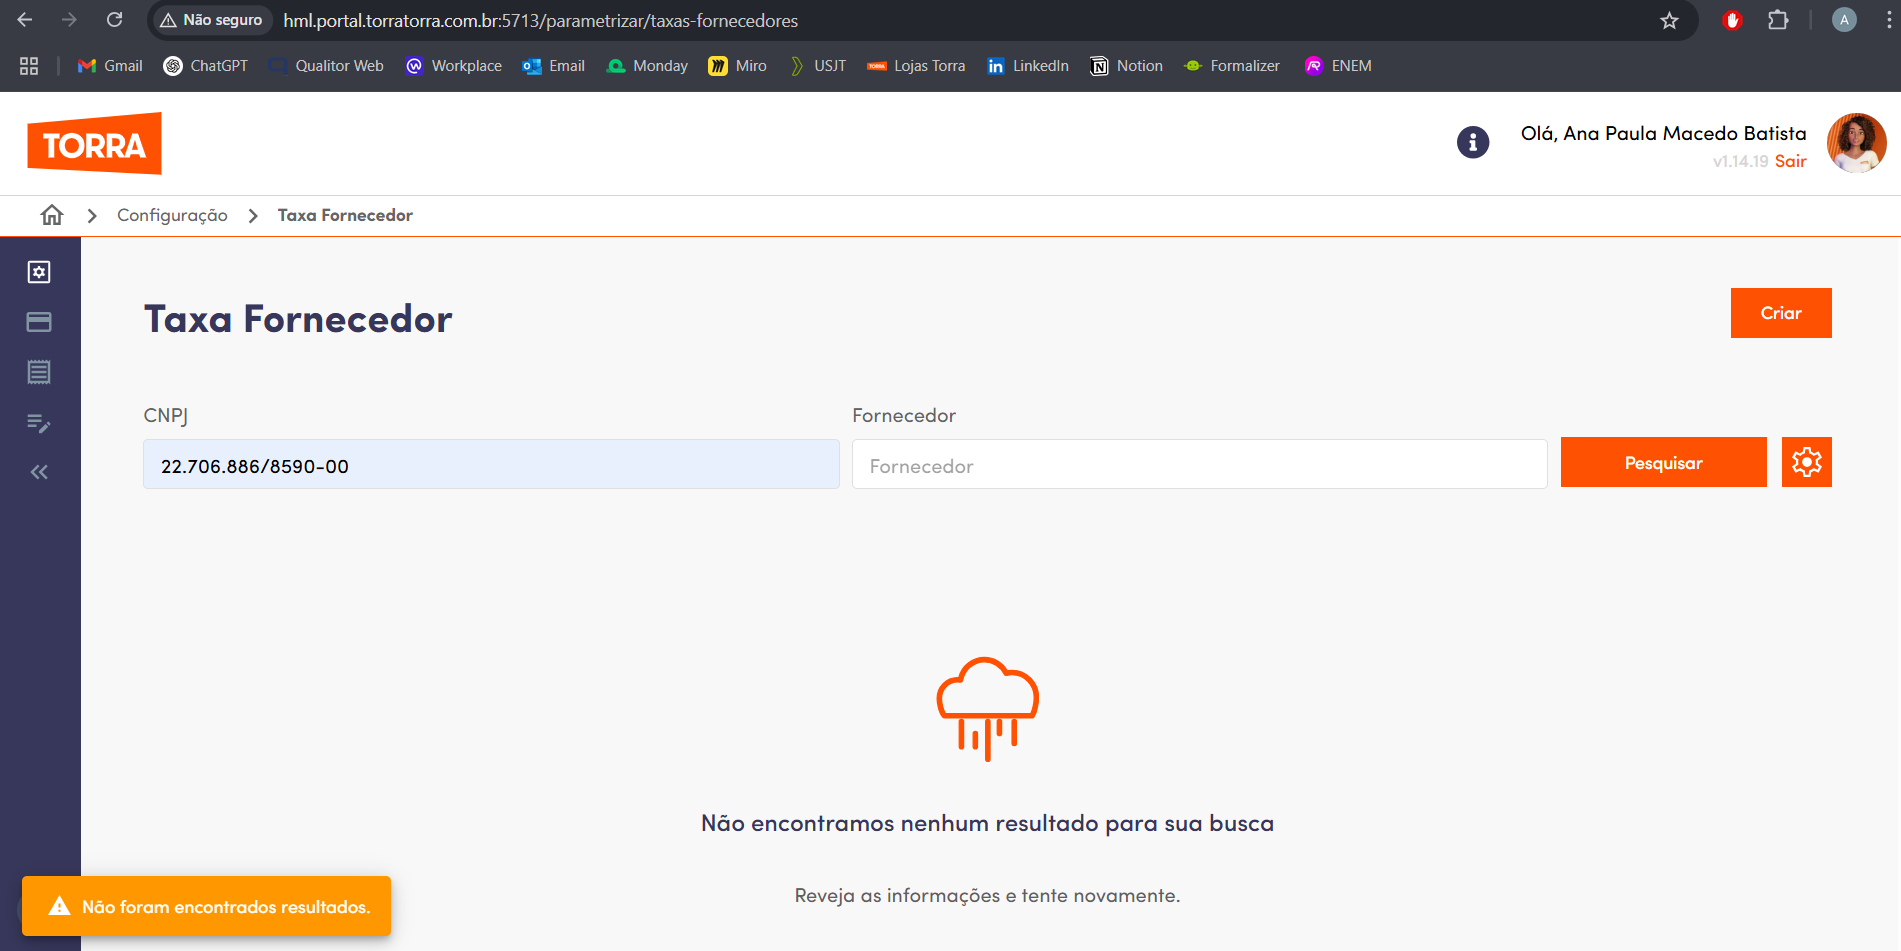 Não seguro
hml.portal.torratorra.com.br:5713/parametrizar/taxas-fornecedores
A
Gmail
ChatGPT
Qualitor Web
Workplace
Email
Monday
Miro
USJT
Lojas Torra
LinkedIn
Notion
Formalizer
ENEM
TORRA
Olá, Ana Paula Macedo Batista
v1.14.19 Sair
Configuração
Taxa Fornecedor
Taxa Fornecedor
Criar
CNPJ
Fornecedor
22.706.886/8590-00
Fornecedor
Pesquisar
Não encontramos nenhum resultado para sua busca
Reveja as informações e tente novamente.
Não foram encontrados resultados.